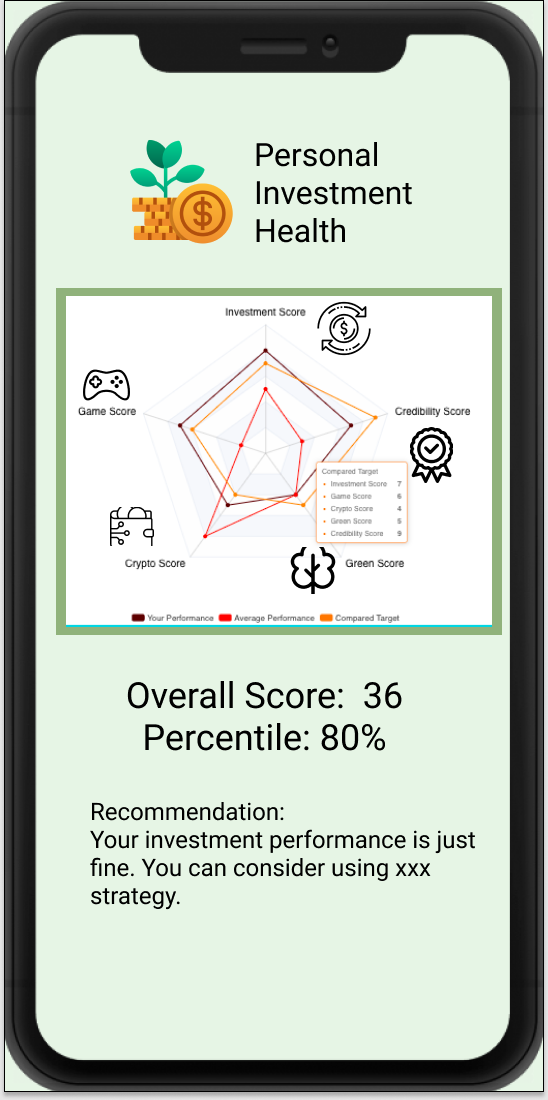 Personal
Investment
Health
Investment Score
Game Score
Credibility Score
Compared Target
• Investment Score 7
• Game Score 6
• Crypto Score 4
• Green Score 5
• Credibility Score 9
Crypto Score
Green Score
Your Performance Average Performance Compared Target
Overall Score: 36
Percentile: 80%
Recommendation:
Your investment performance is just
fine. You can consider using xxx
strategy.